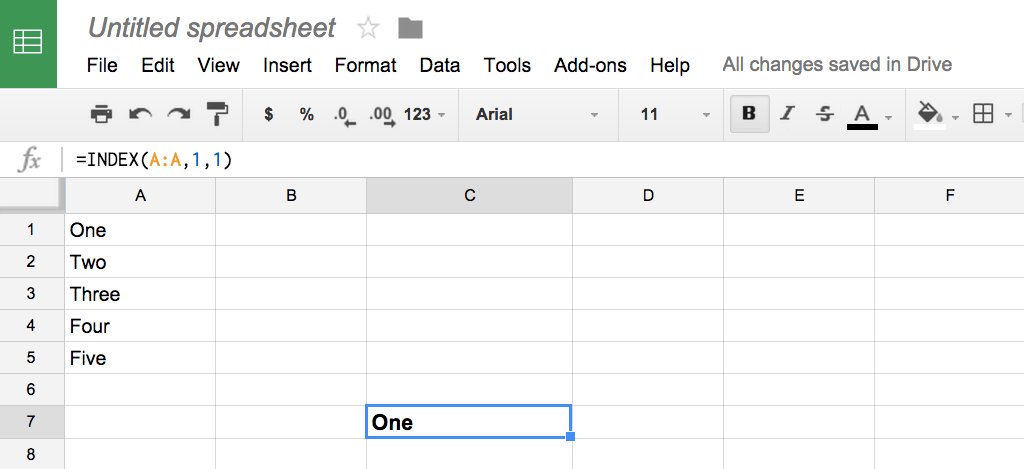 Untitled spreadsheet
File Edit View Insert Format Data Tools Add-ons Help All changes saved in Drive
$ % .0 .00 123 Arial 11 B I S A
fx =INDEX(A:A,1,1)
A B C D E F
1 One
2 Two
3 Three
4 Four
5 Five
6
7 One
8